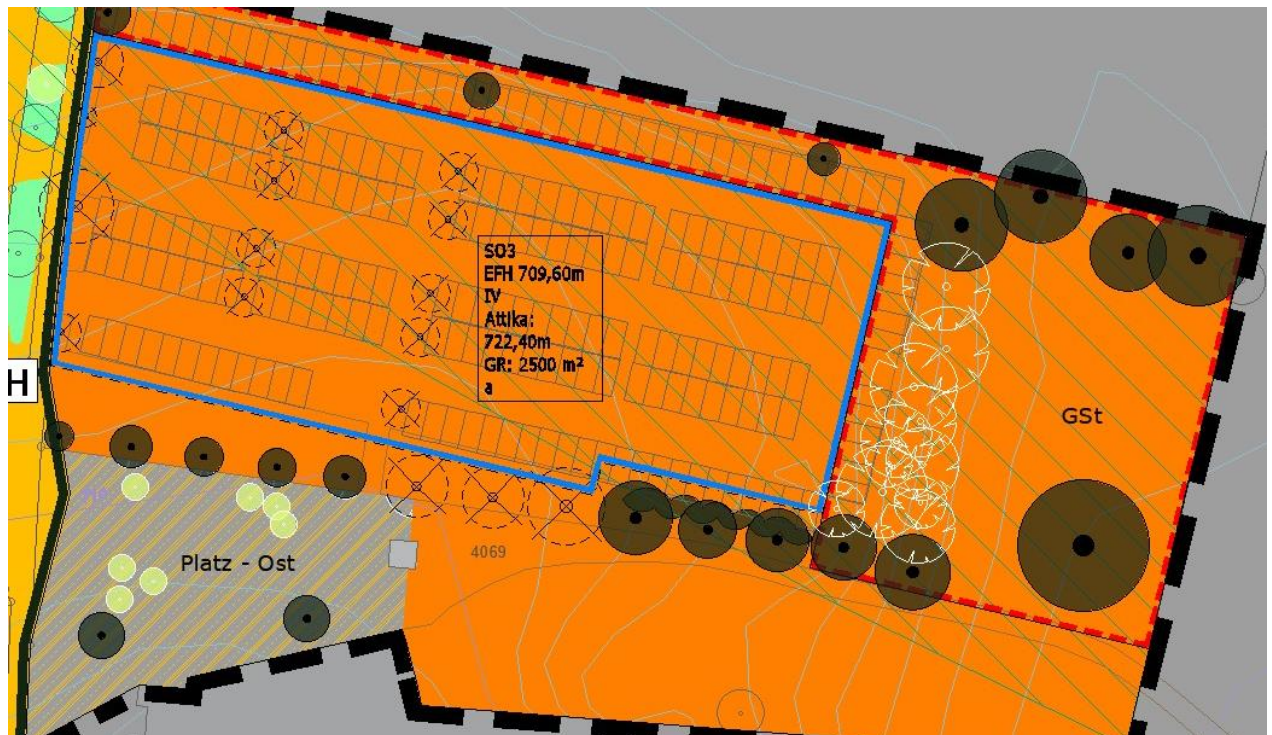 SO3
EFH 709,60m
IV
Attika:
722,40m
GR: 2500 m²
a
H
GSt
Platz - Ost
4069